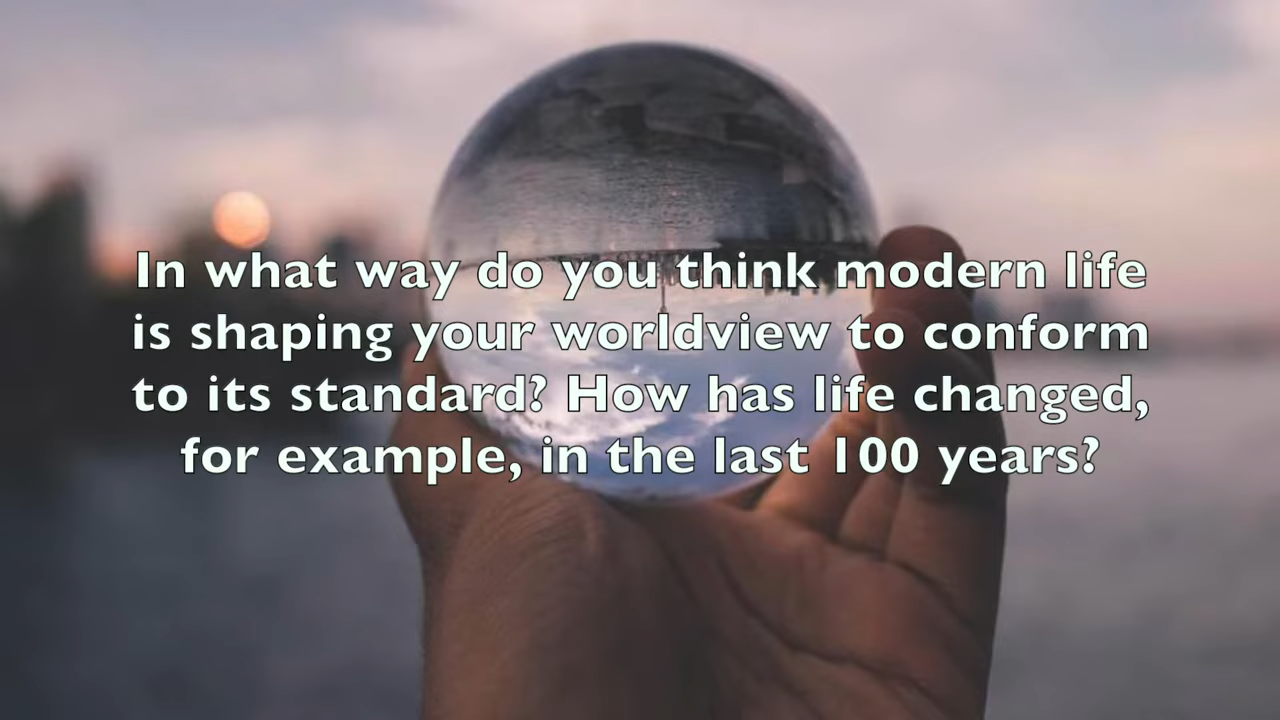 In what way do you think modern life
is shaping your worldview to conform
to its standard? How has life changed,
for example, in the last 100 years?